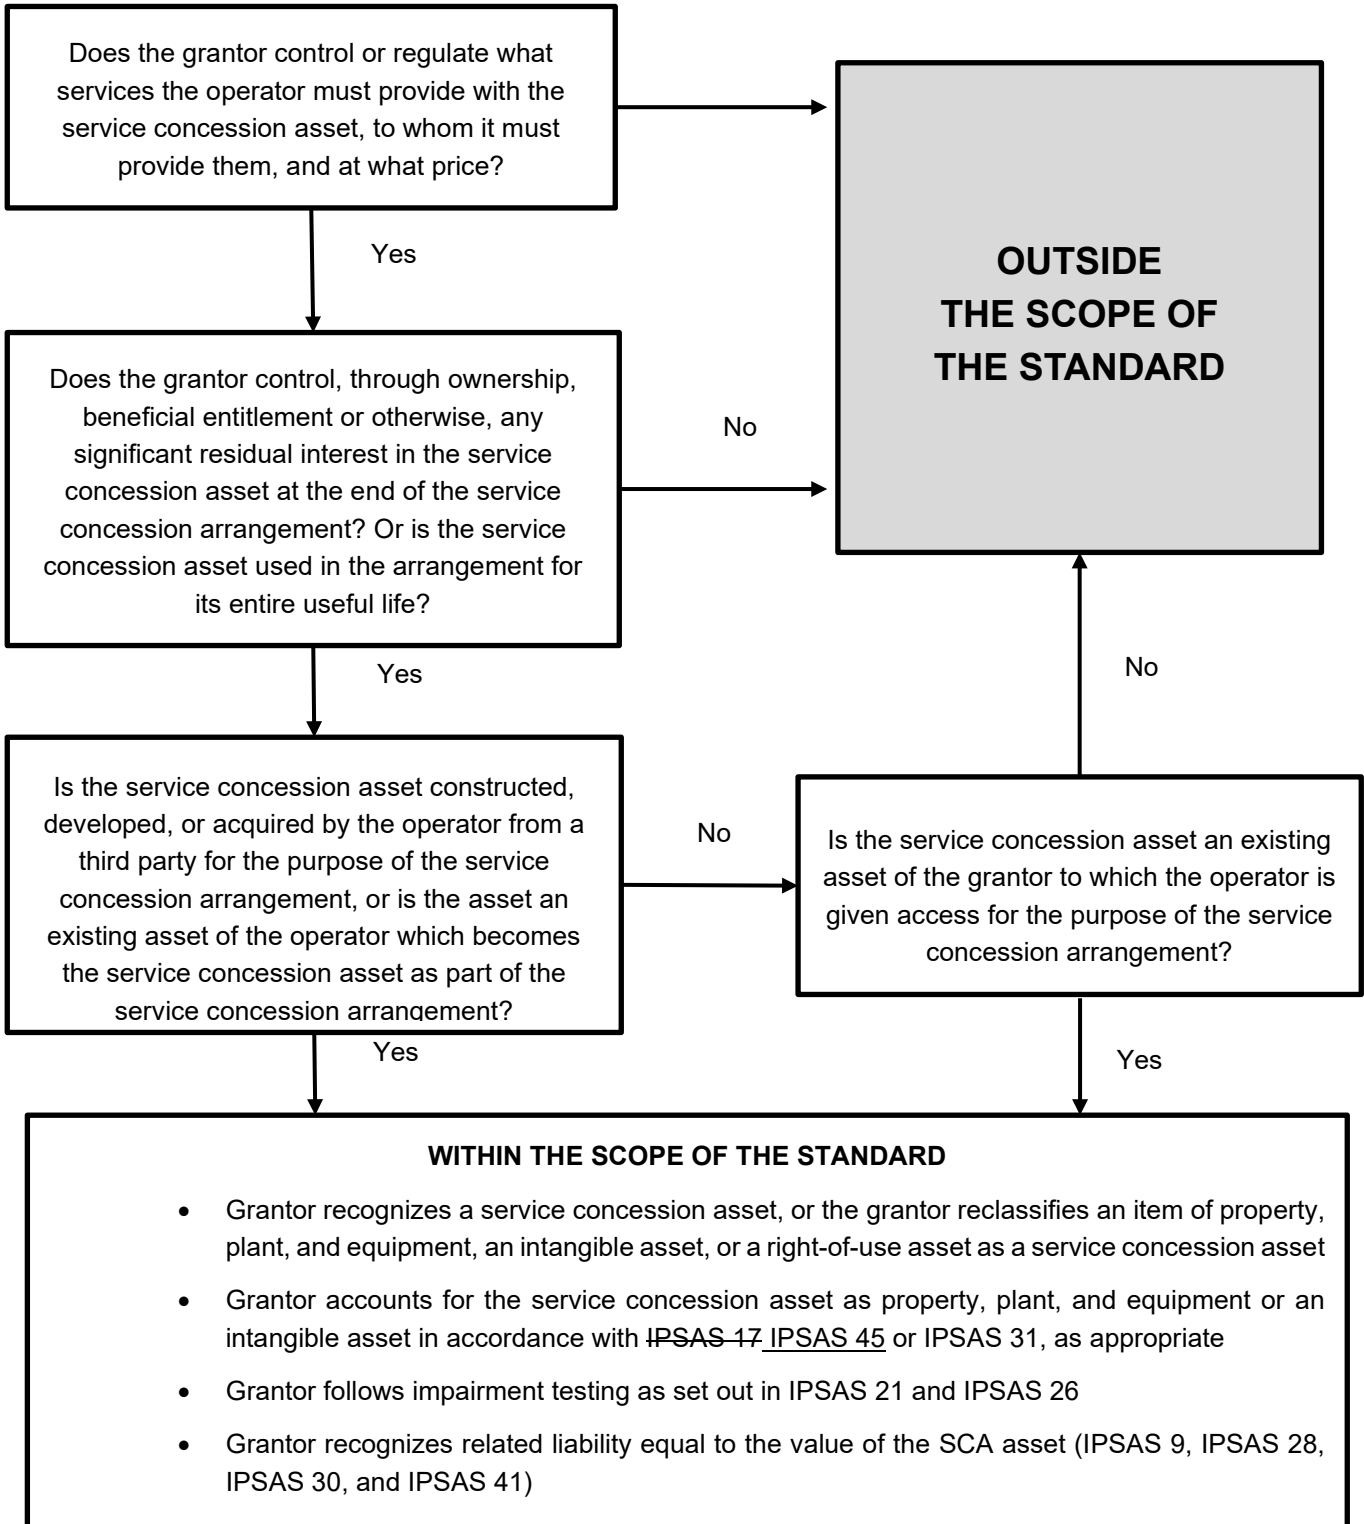 Does the grantor control or regulate what
services the operator must provide with the
service concession asset, to whom it must
provide them, and at what price?
Yes
OUTSIDE
THE SCOPE OF
THE STANDARD
Does the grantor control, through ownership,
beneficial entitlement or otherwise, any
significant residual interest in the service
concession asset at the end of the service
concession arrangement? Or is the service
concession asset used in the arrangement for
its entire useful life?
No
Yes
No
Is the service concession asset constructed,
developed, or acquired by the operator from a
third party for the purpose of the service
concession arrangement, or is the asset an
existing asset of the operator which becomes
the service concession asset as part of the
service concession arrangement?
No
Is the service concession asset an existing
asset of the grantor to which the operator is
given access for the purpose of the service
concession arrangement?
Yes
Yes
WITHIN THE SCOPE OF THE STANDARD
• Grantor recognizes a service concession asset, or the grantor reclassifies an item of property,
plant, and equipment, an intangible asset, or a right-of-use asset as a service concession asset
• Grantor accounts for the service concession asset as property, plant, and equipment or an
intangible asset in accordance with IPSAS 17 IPSAS 45 or IPSAS 31, as appropriate
• Grantor follows impairment testing as set out in IPSAS 21 and IPSAS 26
• Grantor recognizes related liability equal to the value of the SCA asset (IPSAS 9, IPSAS 28,
IPSAS 30, and IPSAS 41)